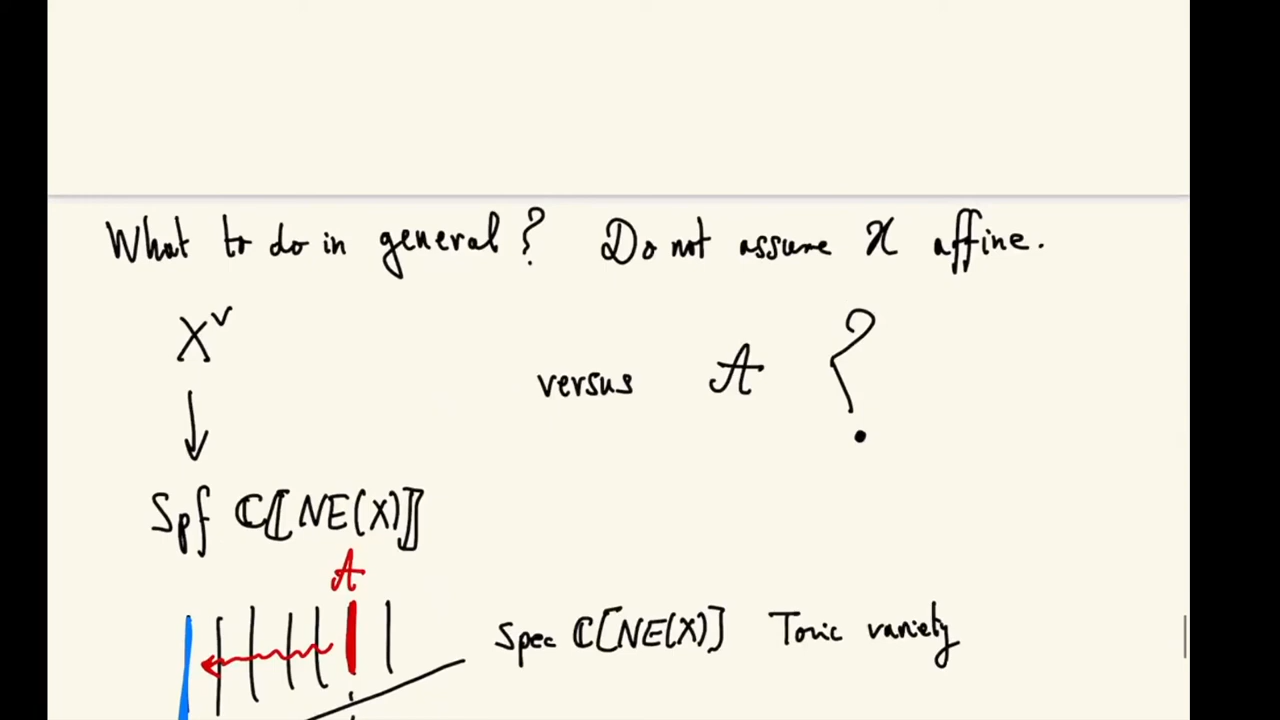 What to do in general? Do not assume X affine.
X^∨
versus 𝒜 ?
Spf ℂ⟦NE(X)⟧
𝒜
Spec ℂ[NE(X)] Toric variety